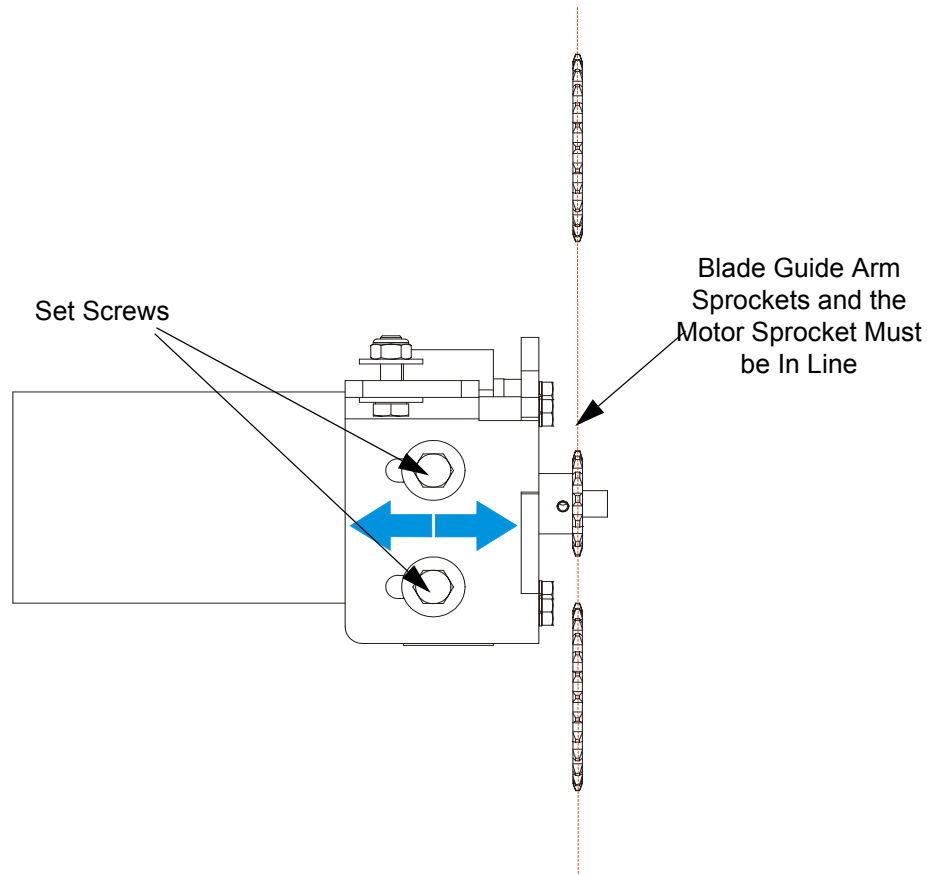 Set Screws
Blade Guide Arm
Sprockets and the
Motor Sprocket Must
be In Line